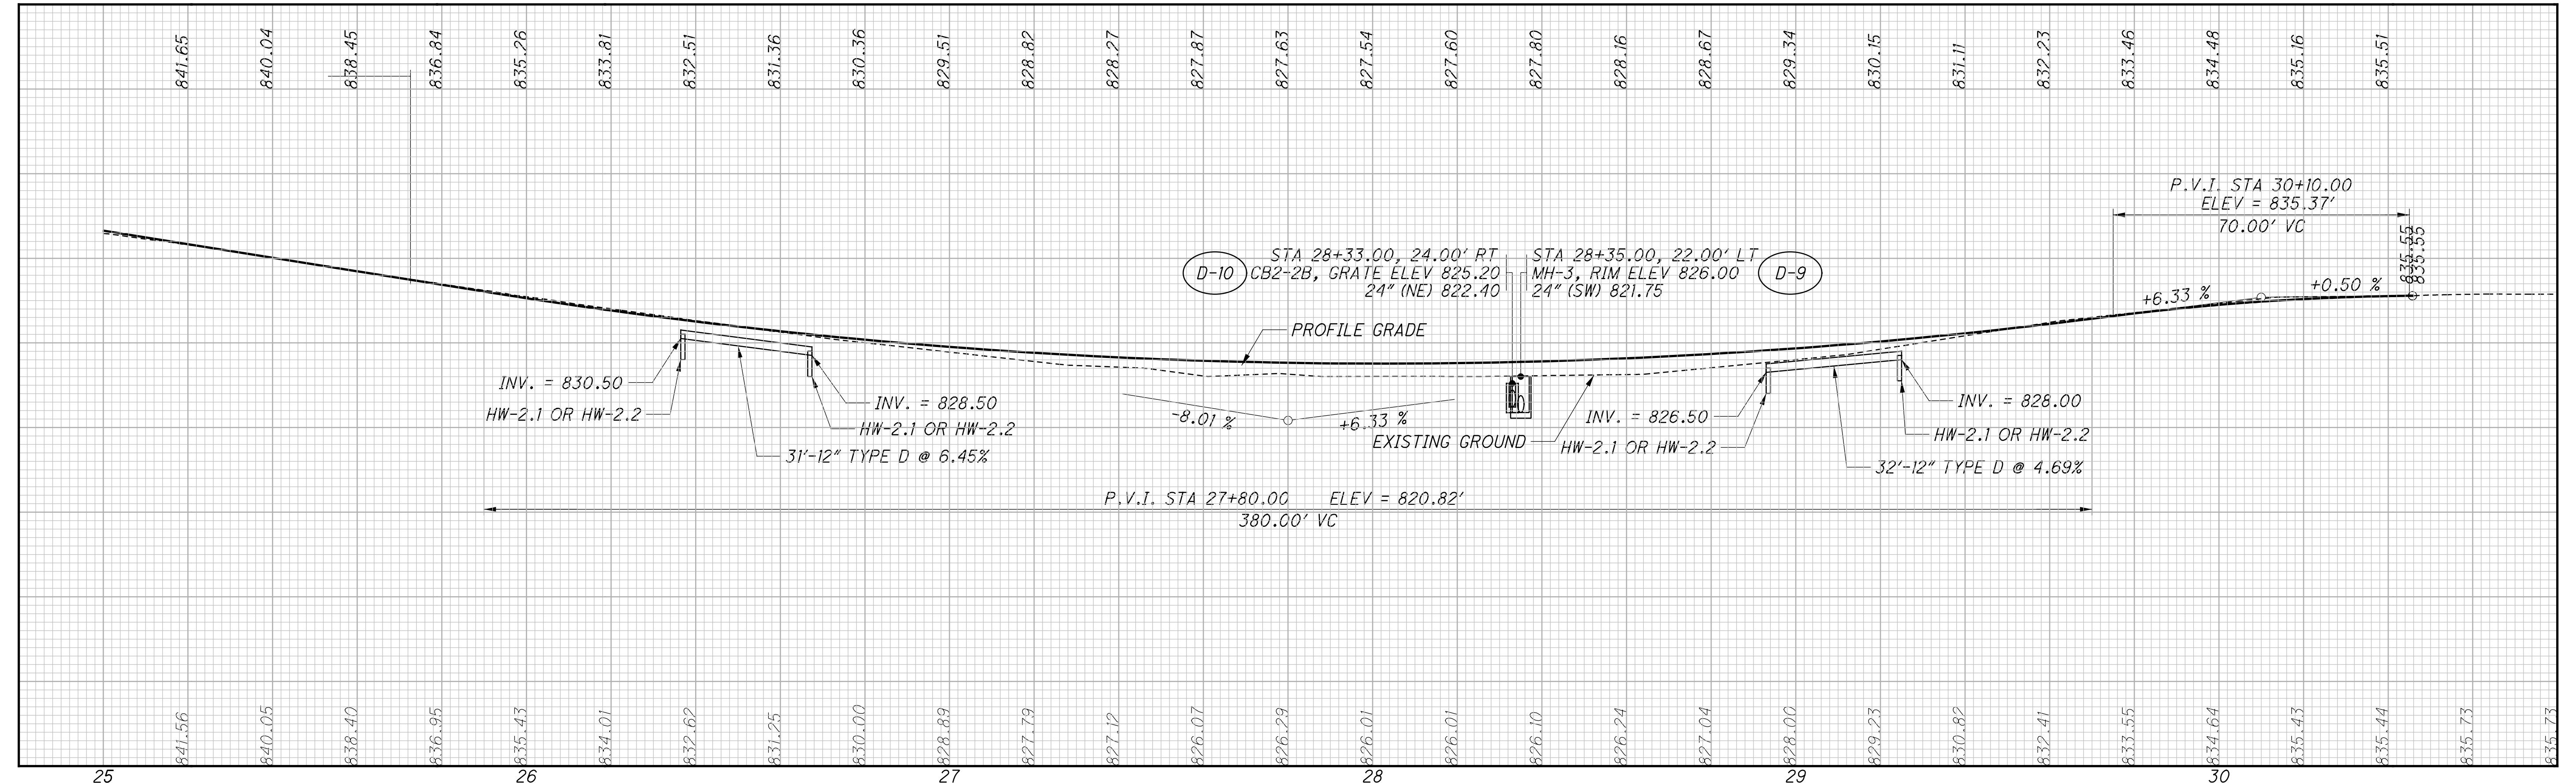 841.65 840.04 838.45 836.84 835.26 833.81 832.51 831.36 830.36 829.51 828.82 828.27 827.87 827.63 827.54 827.60 827.80 828.16 828.67 829.34 830.15 831.11 832.23 833.46 834.48 835.16 835.51
P.V.I. STA 30+10.00
ELEV = 835.37'
70.00' VC
835.55
835.55
+6.33 %
+0.50 %
D-10
STA 28+33.00, 24.00' RT
CB2-2B, GRATE ELEV 825.20
24" (NE) 822.40
STA 28+35.00, 22.00' LT
MH-3, RIM ELEV 826.00
24" (SW) 821.75
D-9
PROFILE GRADE
INV. = 830.50
HW-2.1 OR HW-2.2
INV. = 828.50
HW-2.1 OR HW-2.2
31'-12" TYPE D @ 6.45%
-8.01 %
+6.33 %
EXISTING GROUND
INV. = 826.50
HW-2.1 OR HW-2.2
INV. = 828.00
HW-2.1 OR HW-2.2
32'-12" TYPE D @ 4.69%
P.V.I. STA 27+80.00 ELEV = 820.82'
380.00' VC
841.56 840.05 838.40 836.95 835.43 834.01 832.62 831.25 830.00 828.89 827.79 827.12 826.07 826.29 826.01 826.01 826.10 826.24 827.04 828.00 829.23 830.82 832.41 833.55 834.64 835.43 835.44 835.73 835.73
25 26 27 28 29 30